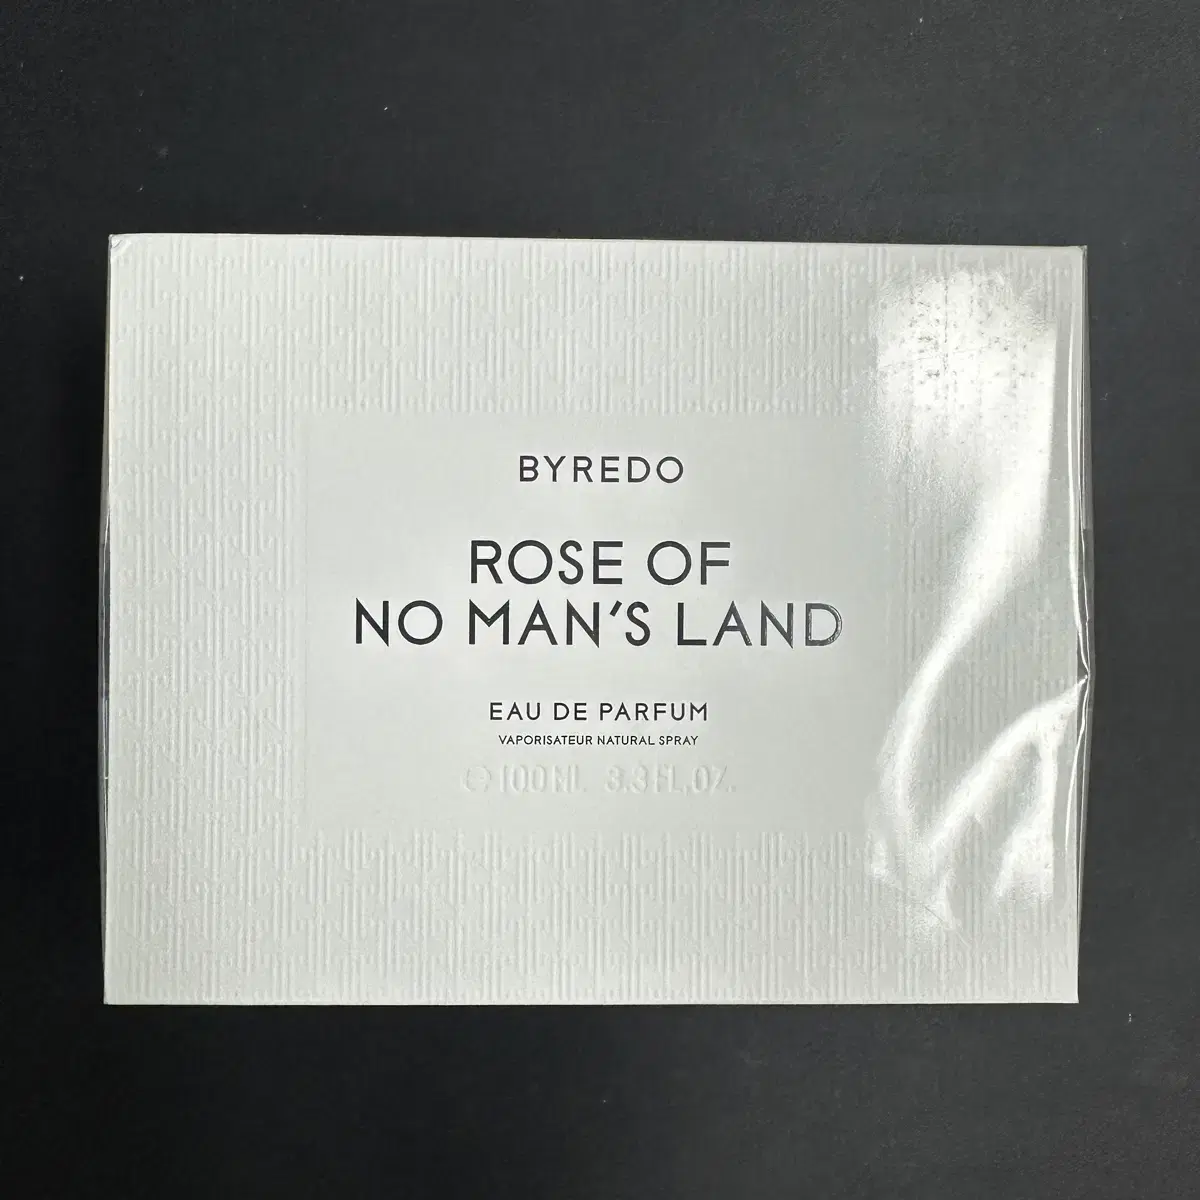 BYREDO
ROSE OF
NO MAN'S LAND
EAU DE PARFUM
VAPORISATEUR NATURAL SPRAY
℮ 100 ML 3.3 FL.OZ.